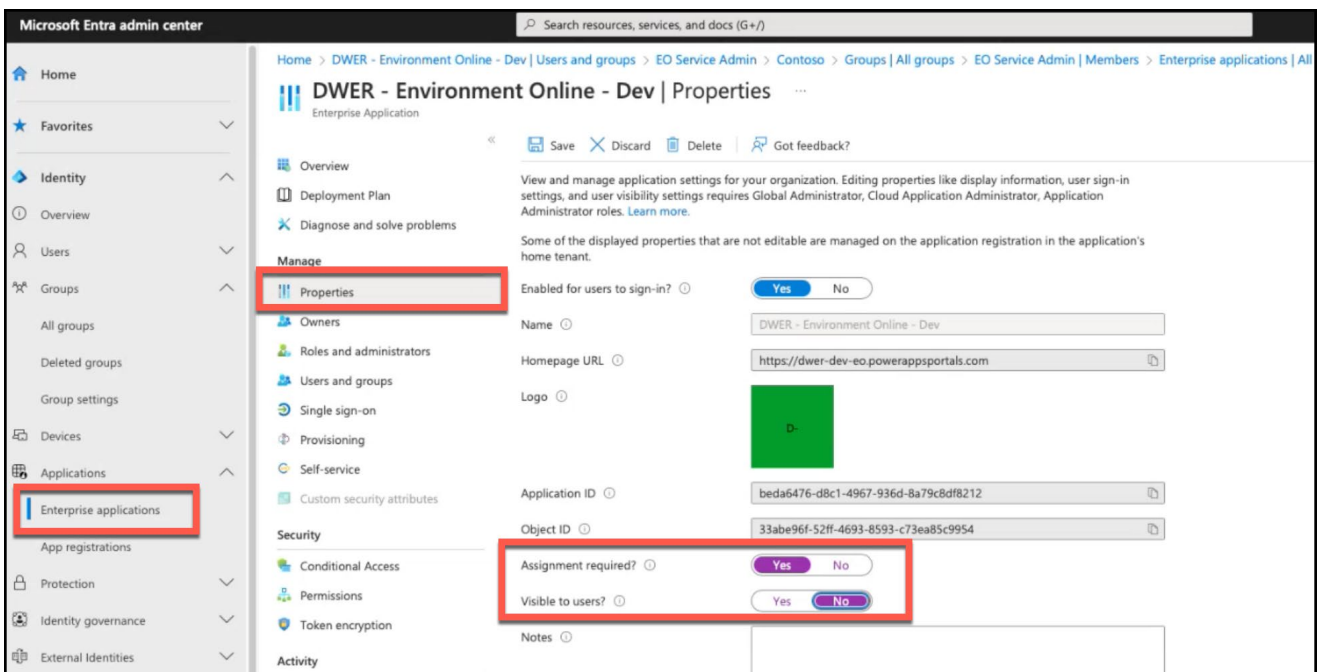 Microsoft Entra admin center
Search resources, services, and docs (G+/)
Home
Favorites
Identity
Overview
Users
Groups
All groups
Deleted groups
Group settings
Devices
Applications
Enterprise applications
App registrations
Protection
Identity governance
External Identities
Home > DWER - Environment Online - Dev | Users and groups > EO Service Admin > Contoso > Groups | All groups > EO Service Admin | Members > Enterprise applications | All
DWER - Environment Online - Dev | Properties ...
Enterprise Application
«
Overview
Deployment Plan
Diagnose and solve problems
Manage
Properties
Owners
Roles and administrators
Users and groups
Single sign-on
Provisioning
Self-service
Custom security attributes
Security
Conditional Access
Permissions
Token encryption
Activity
Save Discard Delete Got feedback?
View and manage application settings for your organization. Editing properties like display information, user sign-in
settings, and user visibility settings requires Global Administrator, Cloud Application Administrator, Application
Administrator roles. Learn more.
Some of the displayed properties that are not editable are managed on the application registration in the application's
home tenant.
Enabled for users to sign-in? Yes No
Name DWER - Environment Online - Dev
Homepage URL https://dwer-dev-eo.powerappsportals.com
Logo D-
Application ID beda6476-d8c1-4967-936d-8a79c8df8212
Object ID 33abe96f-52ff-4693-8593-c73ea85c9954
Assignment required? Yes No
Visible to users? Yes No
Notes